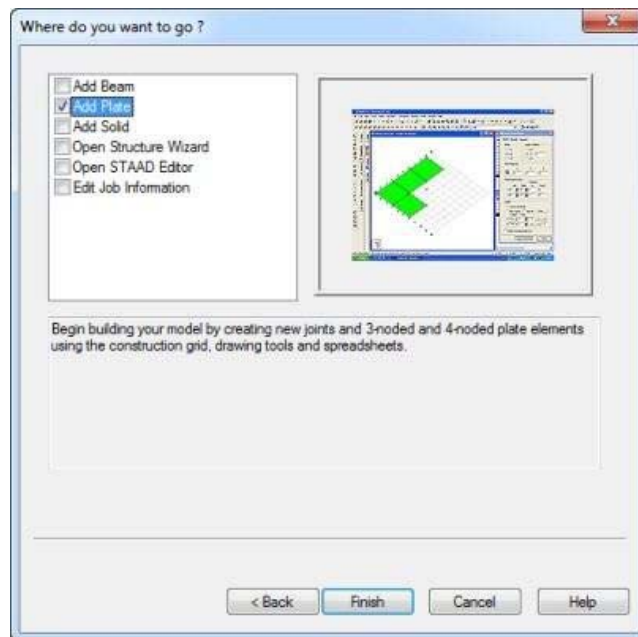 Where do you want to go ?
Add Beam
Add Plate
Add Solid
Open Structure Wizard
Open STAAD Editor
Edit Job Information
Begin building your model by creating new joints and 3-noded and 4-noded plate elements
using the construction grid, drawing tools and spreadsheets.
< Back
Finish
Cancel
Help